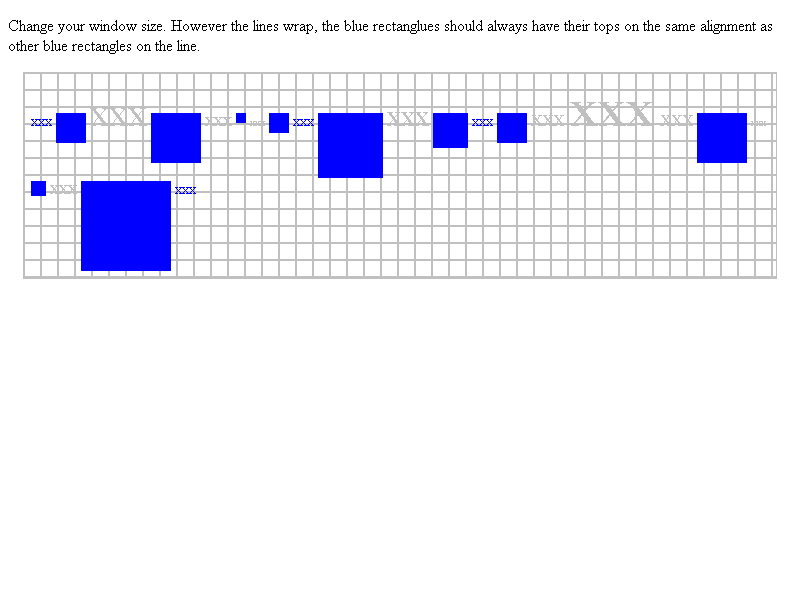 Change your window size. However the lines wrap, the blue rectanglues should always have their tops on the same alignment as
other blue rectangles on the line.
xxx xxx xxx xxx xxx xxx xxx xxx xxx xxx xxx
xxx xxx